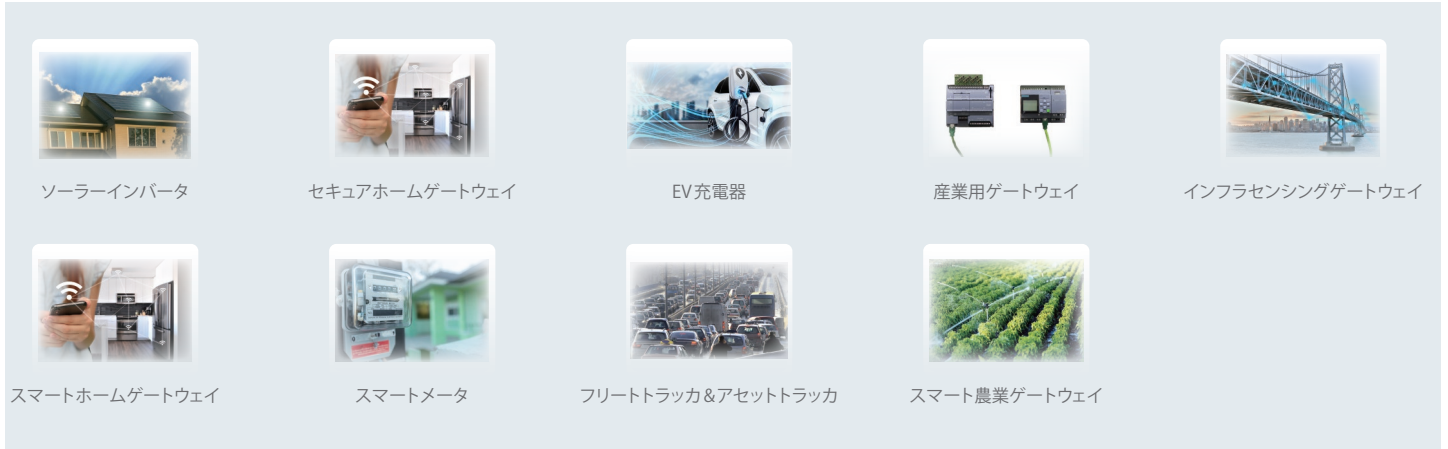 ソーラーインバータ
セキュアホームゲートウェイ
EV充電器
産業用ゲートウェイ
インフラセンシングゲートウェイ
スマートホームゲートウェイ
スマートメータ
フリートトラッカ&アセットトラッカ
スマート農業ゲートウェイ